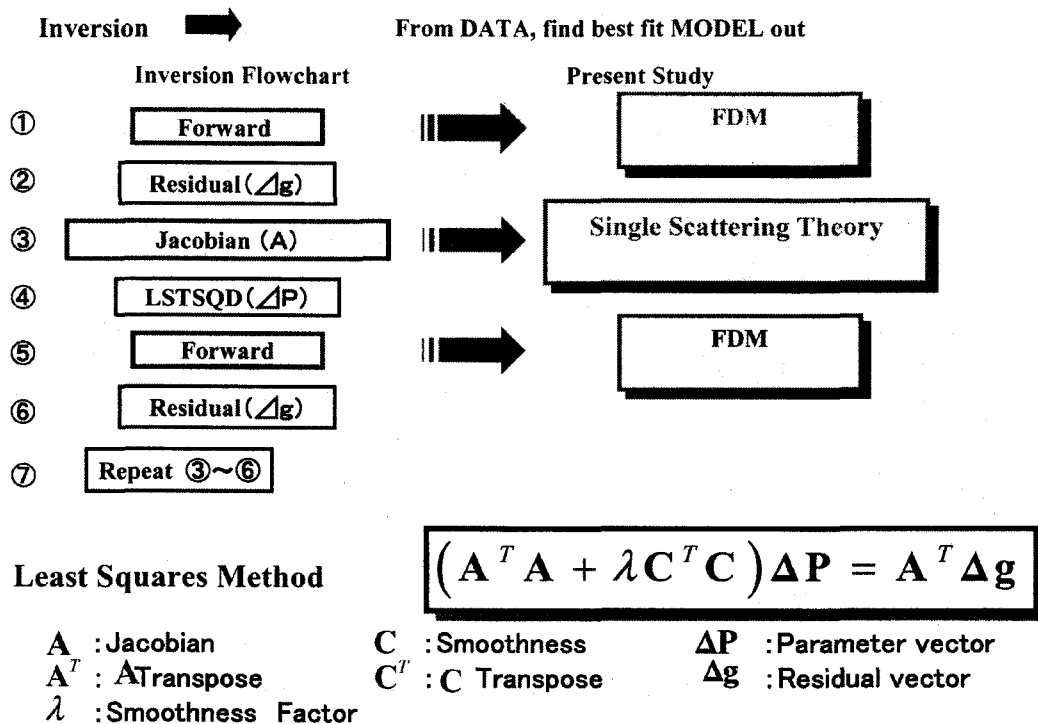 Inversion From DATA, find best fit MODEL out
Inversion Flowchart Present Study
① Forward FDM
② Residual(⊿g)
③ Jacobian (A) Single Scattering Theory
④ LSTSQD(⊿P)
⑤ Forward FDM
⑥ Residual(⊿g)
⑦ Repeat ③~⑥
Least Squares Method (A^T A + λC^T C)ΔP = A^T Δg
A :Jacobian C :Smoothness ΔP :Parameter vector
A^T : ATranspose C^T : C Transpose Δg :Residual vector
λ :Smoothness Factor